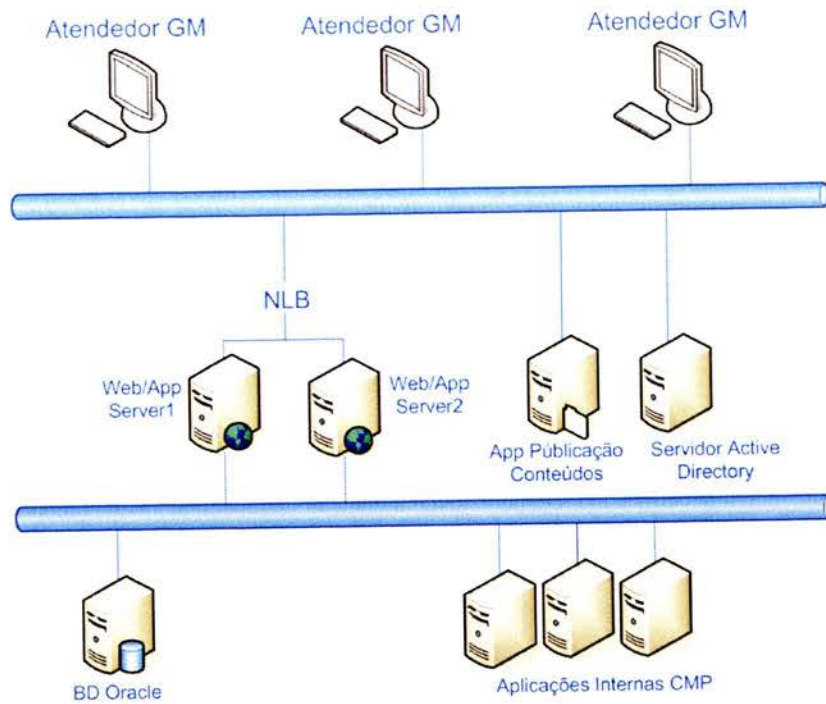 Atendedor GM
Atendedor GM
Atendedor GM
NLB
Web/App
Server1
Web/App
Server2
App Públicação
Conteúdos
Servidor Active
Directory
BD Oracle
Aplicações Internas CMP